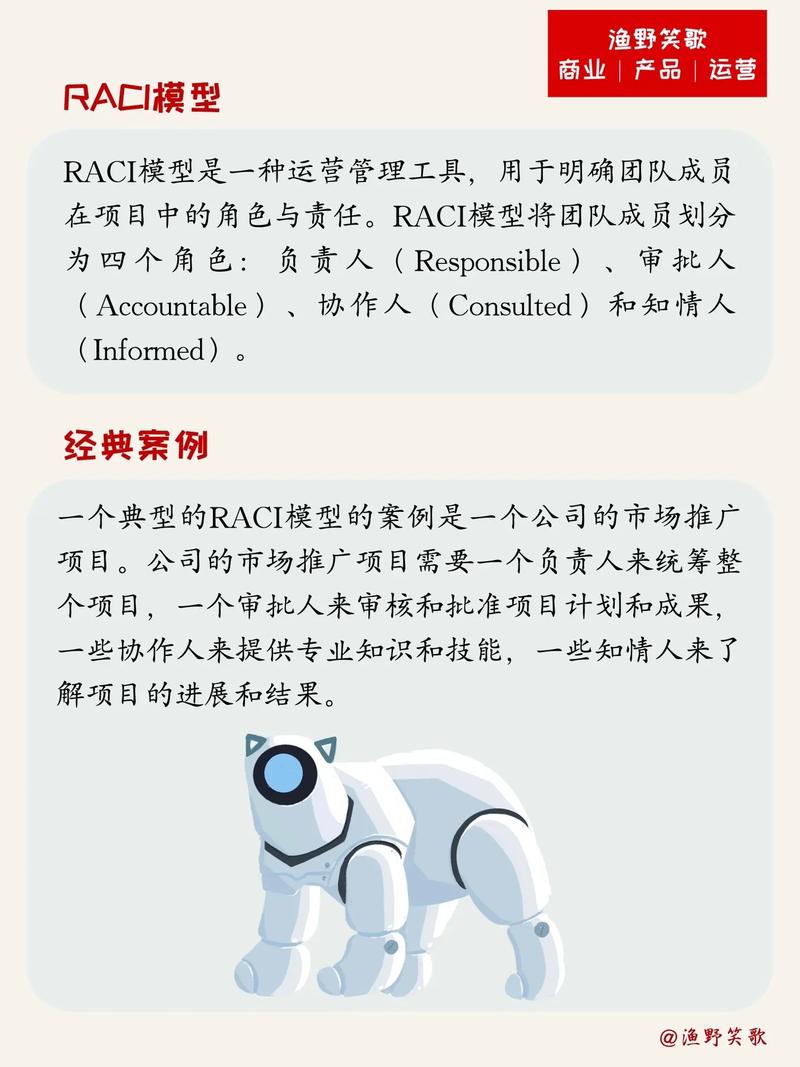 渔野笑歌
商业｜产品｜运营
RACI模型
RACI模型是一种运营管理工具，用于明确团队成员
在项目中的角色与责任。RACI模型将团队成员划分
为四个角色：负责人（Responsible）、审批人
（Accountable）、协作人（Consulted）和知情人
（Informed）。
经典案例
一个典型的RACI模型的案例是一个公司的市场推广
项目。公司的市场推广项目需要一个负责人来统筹整
个项目，一个审批人来审核和批准项目计划和成果，
一些协作人来提供专业知识和技能，一些知情人来了
解项目的进展和结果。
@渔野笑歌